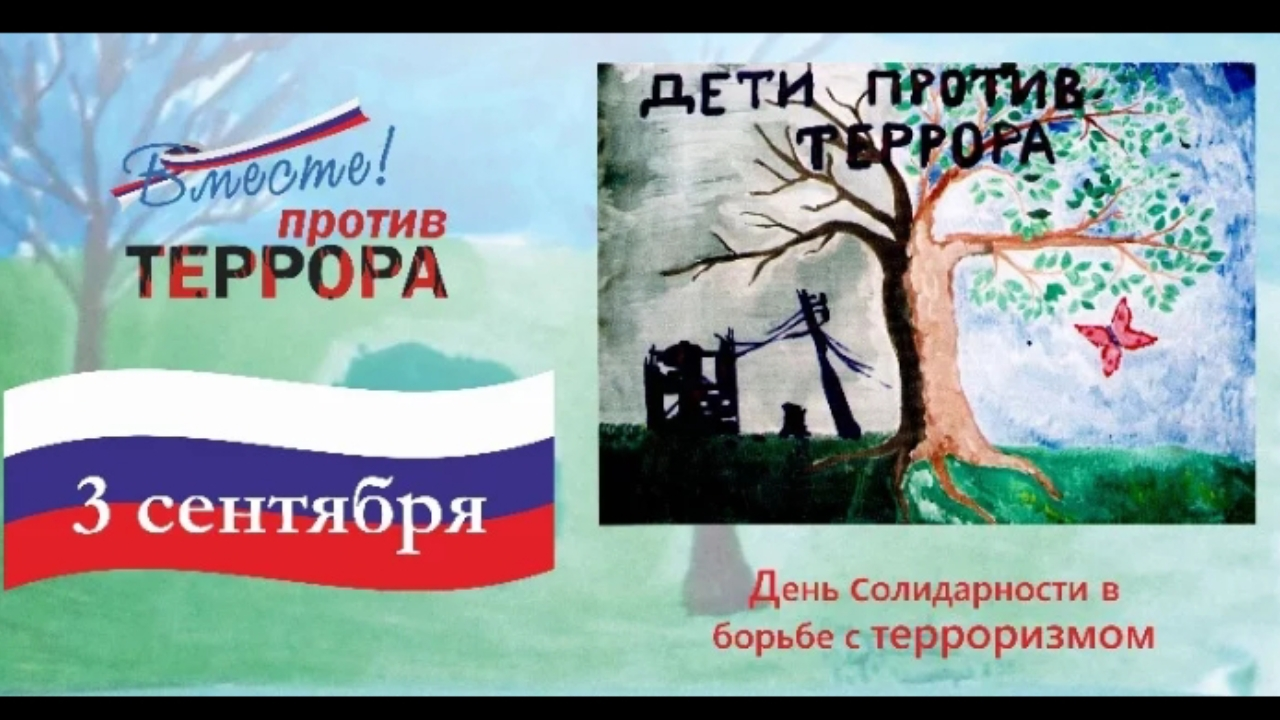 Вместе!
против
ТЕРРОРА
3 сентября
ДЕТИ ПРОТИВ
ТЕРРОРА
День Солидарности в
борьбе с терроризмом